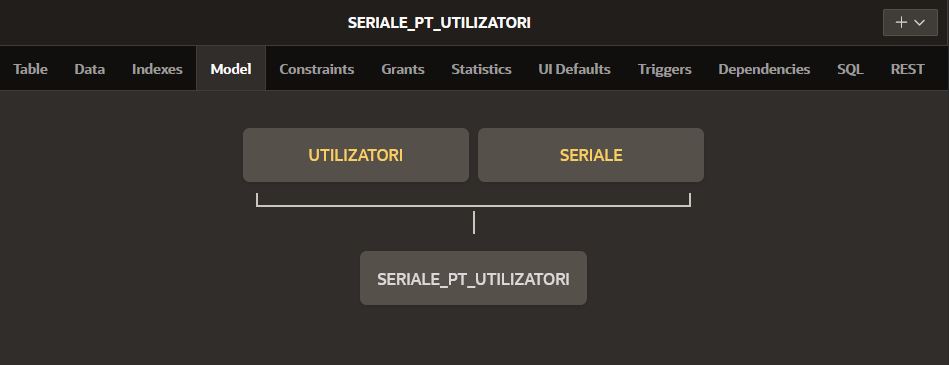 SERIALE_PT_UTILIZATORI
Table Data Indexes Model Constraints Grants Statistics UI Defaults Triggers Dependencies SQL REST
UTILIZATORI SERIALE
SERIALE_PT_UTILIZATORI